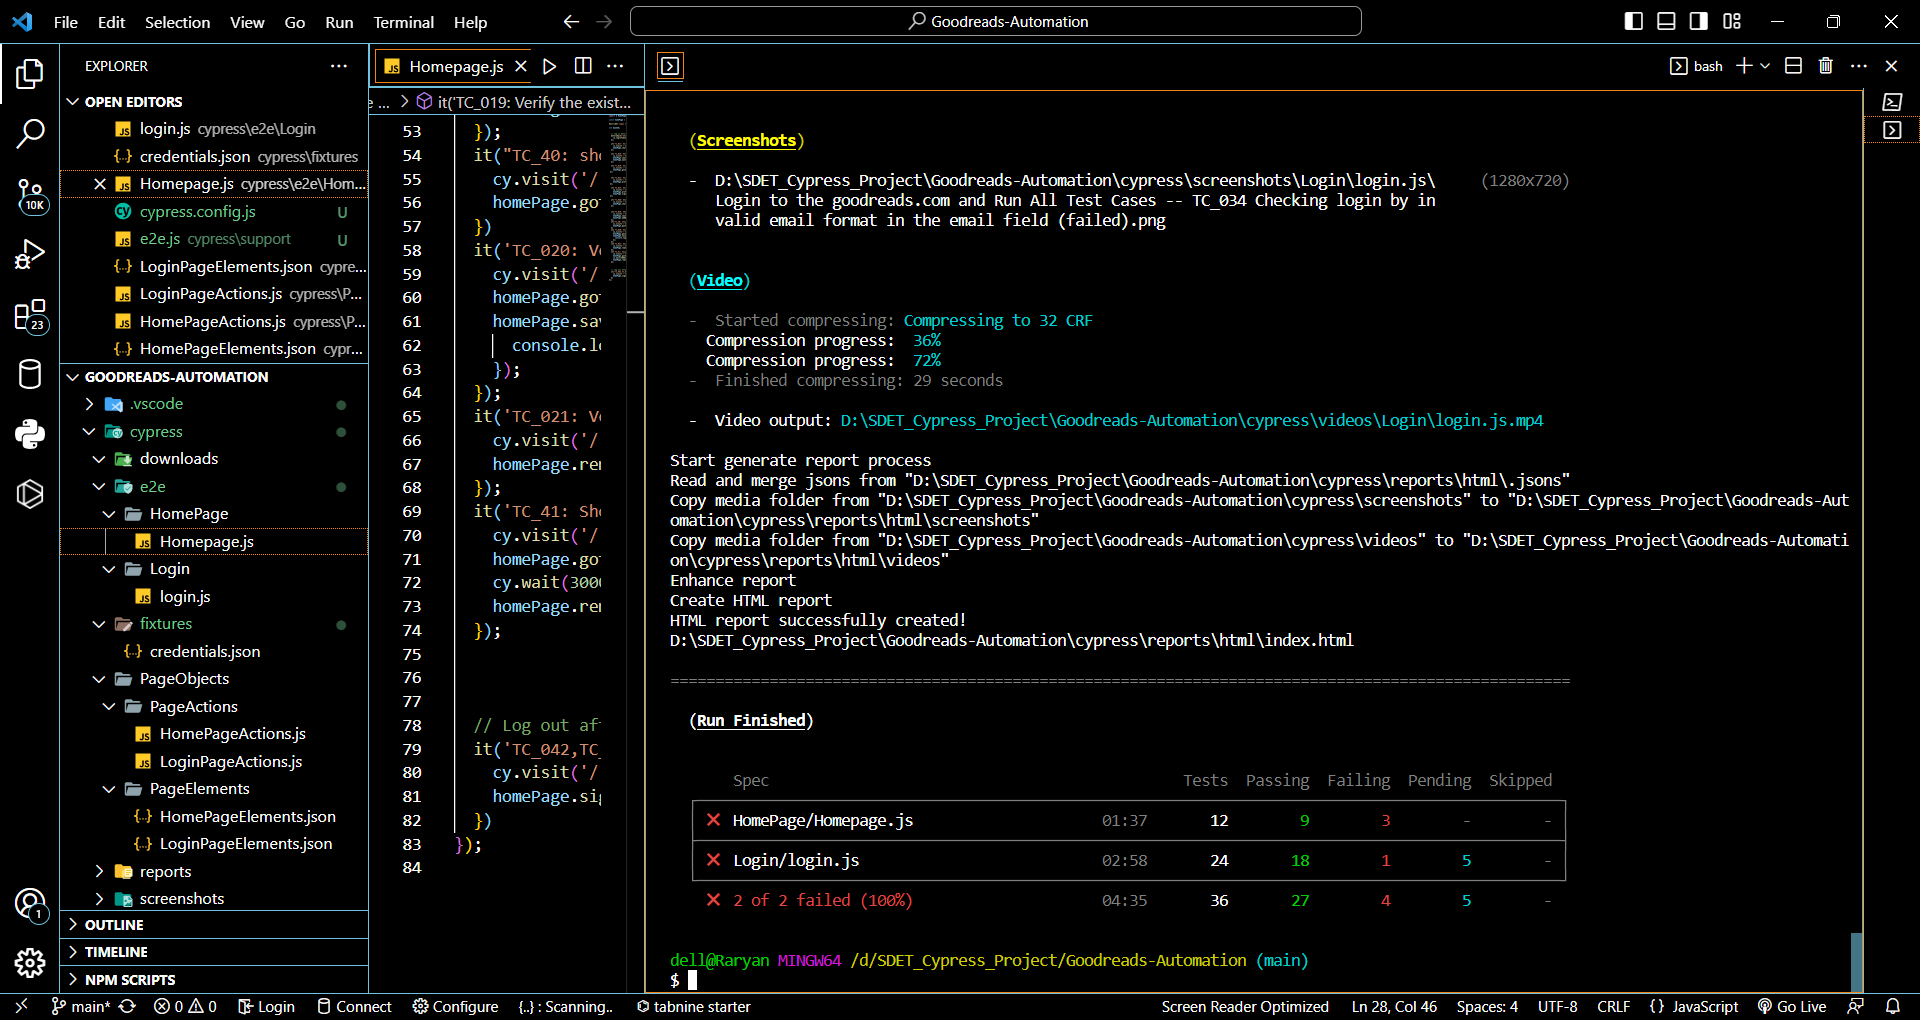 File Edit Selection View Go Run Terminal Help
Goodreads-Automation
EXPLORER
OPEN EDITORS
login.js cypress\e2e\Login
credentials.json cypress\fixtures
Homepage.js cypress\e2e\Hom...
cypress.config.js U
e2e.js cypress\support U
LoginPageElements.json cypre...
LoginPageActions.js cypress\P...
HomePageActions.js cypress\P...
HomePageElements.json cypr...
GOODREADS-AUTOMATION
.vscode
cypress
downloads
e2e
HomePage
Homepage.js
Login
login.js
fixtures
credentials.json
PageObjects
PageActions
HomePageActions.js
LoginPageActions.js
PageElements
HomePageElements.json
LoginPageElements.json
reports
screenshots
OUTLINE
TIMELINE
NPM SCRIPTS
10K
23
1
Homepage.js
e ... it('TC_019: Verify the exist...
53 });
54 it("TC_40: sho
55 cy.visit('/
56 homePage.go
57 })
58 it('TC_020: Ve
59 cy.visit('/
60 homePage.go
61 homePage.sa
62 console.l
63 });
64 });
65 it('TC_021: Ve
66 cy.visit('/
67 homePage.re
68 });
69 it('TC_41: Sho
70 cy.visit('/
71 homePage.go
72 cy.wait(300
73 homePage.re
74 });
75
76
77
78 // Log out af
79 it('TC_042,TC_
80 cy.visit('/
81 homePage.si
82 })
83 });
84
bash
(Screenshots)
- D:\SDET_Cypress_Project\Goodreads-Automation\cypress\screenshots\Login\login.js\ (1280x720)
Login to the goodreads.com and Run All Test Cases -- TC_034 Checking login by in
valid email format in the email field (failed).png
(Video)
- Started compressing: Compressing to 32 CRF
Compression progress: 36%
Compression progress: 72%
- Finished compressing: 29 seconds
- Video output: D:\SDET_Cypress_Project\Goodreads-Automation\cypress\videos\Login\login.js.mp4
Start generate report process
Read and merge jsons from "D:\SDET_Cypress_Project\Goodreads-Automation\cypress\reports\html\.jsons"
Copy media folder from "D:\SDET_Cypress_Project\Goodreads-Automation\cypress\screenshots" to "D:\SDET_Cypress_Project\Goodreads-Aut
omation\cypress\reports\html\screenshots"
Copy media folder from "D:\SDET_Cypress_Project\Goodreads-Automation\cypress\videos" to "D:\SDET_Cypress_Project\Goodreads-Automati
on\cypress\reports\html\videos"
Enhance report
Create HTML report
HTML report successfully created!
D:\SDET_Cypress_Project\Goodreads-Automation\cypress\reports\html\index.html
====================================================================================================
(Run Finished)
Spec Tests Passing Failing Pending Skipped
✕ HomePage/Homepage.js 01:37 12 9 3 - -
✕ Login/login.js 02:58 24 18 1 5 -
✕ 2 of 2 failed (100%) 04:35 36 27 4 5 -
dell@Raryan MINGW64 /d/SDET_Cypress_Project/Goodreads-Automation (main)
$
main* 0 0 Login Connect Configure {..} : Scanning.. tabnine starter Screen Reader Optimized Ln 28, Col 46 Spaces: 4 UTF-8 CRLF { } JavaScript Go Live